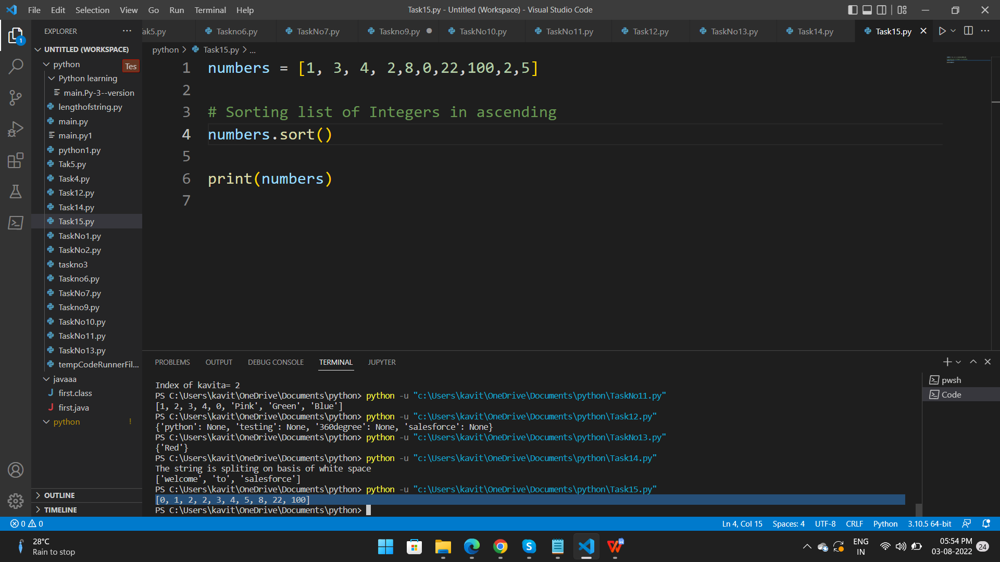 File Edit Selection View Go Run Terminal Help
Task15.py - Untitled (Workspace) - Visual Studio Code
EXPLORER
Tak5.py Taskno6.py TaskNo7.py Taskno9.py TaskNo10.py TaskNo11.py Task12.py TaskNo13.py Task14.py Task15.py
1
UNTITLED (WORKSPACE)
python
Tes
Python learning
main.Py-3--version
lengthofstring.py
main.py
main.py1
python1.py
Tak5.py
Task4.py
Task12.py
Task14.py
Task15.py
TaskNo1.py
TaskNo2.py
taskno3
Taskno6.py
TaskNo7.py
Taskno9.py
TaskNo10.py
TaskNo11.py
TaskNo13.py
tempCodeRunnerFil...
javaaa
first.class
first.java
python !
OUTLINE
TIMELINE
python > Task15.py > ...
1 numbers = [1, 3, 4, 2,8,0,22,100,2,5]
2
3 # Sorting list of Integers in ascending
4 numbers.sort()
5
6 print(numbers)
7
PROBLEMS OUTPUT DEBUG CONSOLE TERMINAL JUPYTER
Index of kavita= 2
PS C:\Users\kavit\OneDrive\Documents\python> python -u "c:\Users\kavit\OneDrive\Documents\python\TaskNo11.py"
[1, 2, 3, 4, 0, 'Pink', 'Green', 'Blue']
PS C:\Users\kavit\OneDrive\Documents\python> python -u "c:\Users\kavit\OneDrive\Documents\python\Task12.py"
{'python': None, 'testing': None, '360degree': None, 'salesforce': None}
PS C:\Users\kavit\OneDrive\Documents\python> python -u "c:\Users\kavit\OneDrive\Documents\python\TaskNo13.py"
{'Red'}
PS C:\Users\kavit\OneDrive\Documents\python> python -u "c:\Users\kavit\OneDrive\Documents\python\Task14.py"
The string is spliting on basis of white space
['welcome', 'to', 'salesforce']
PS C:\Users\kavit\OneDrive\Documents\python> python -u "c:\Users\kavit\OneDrive\Documents\python\Task15.py"
[0, 1, 2, 2, 3, 4, 5, 8, 22, 100]
PS C:\Users\kavit\OneDrive\Documents\python>
pwsh
Code
0 0
Ln 4, Col 15 Spaces: 4 UTF-8 CRLF Python 3.10.5 64-bit
28°C
Rain to stop
ENG
IN
05:54 PM
03-08-2022
24